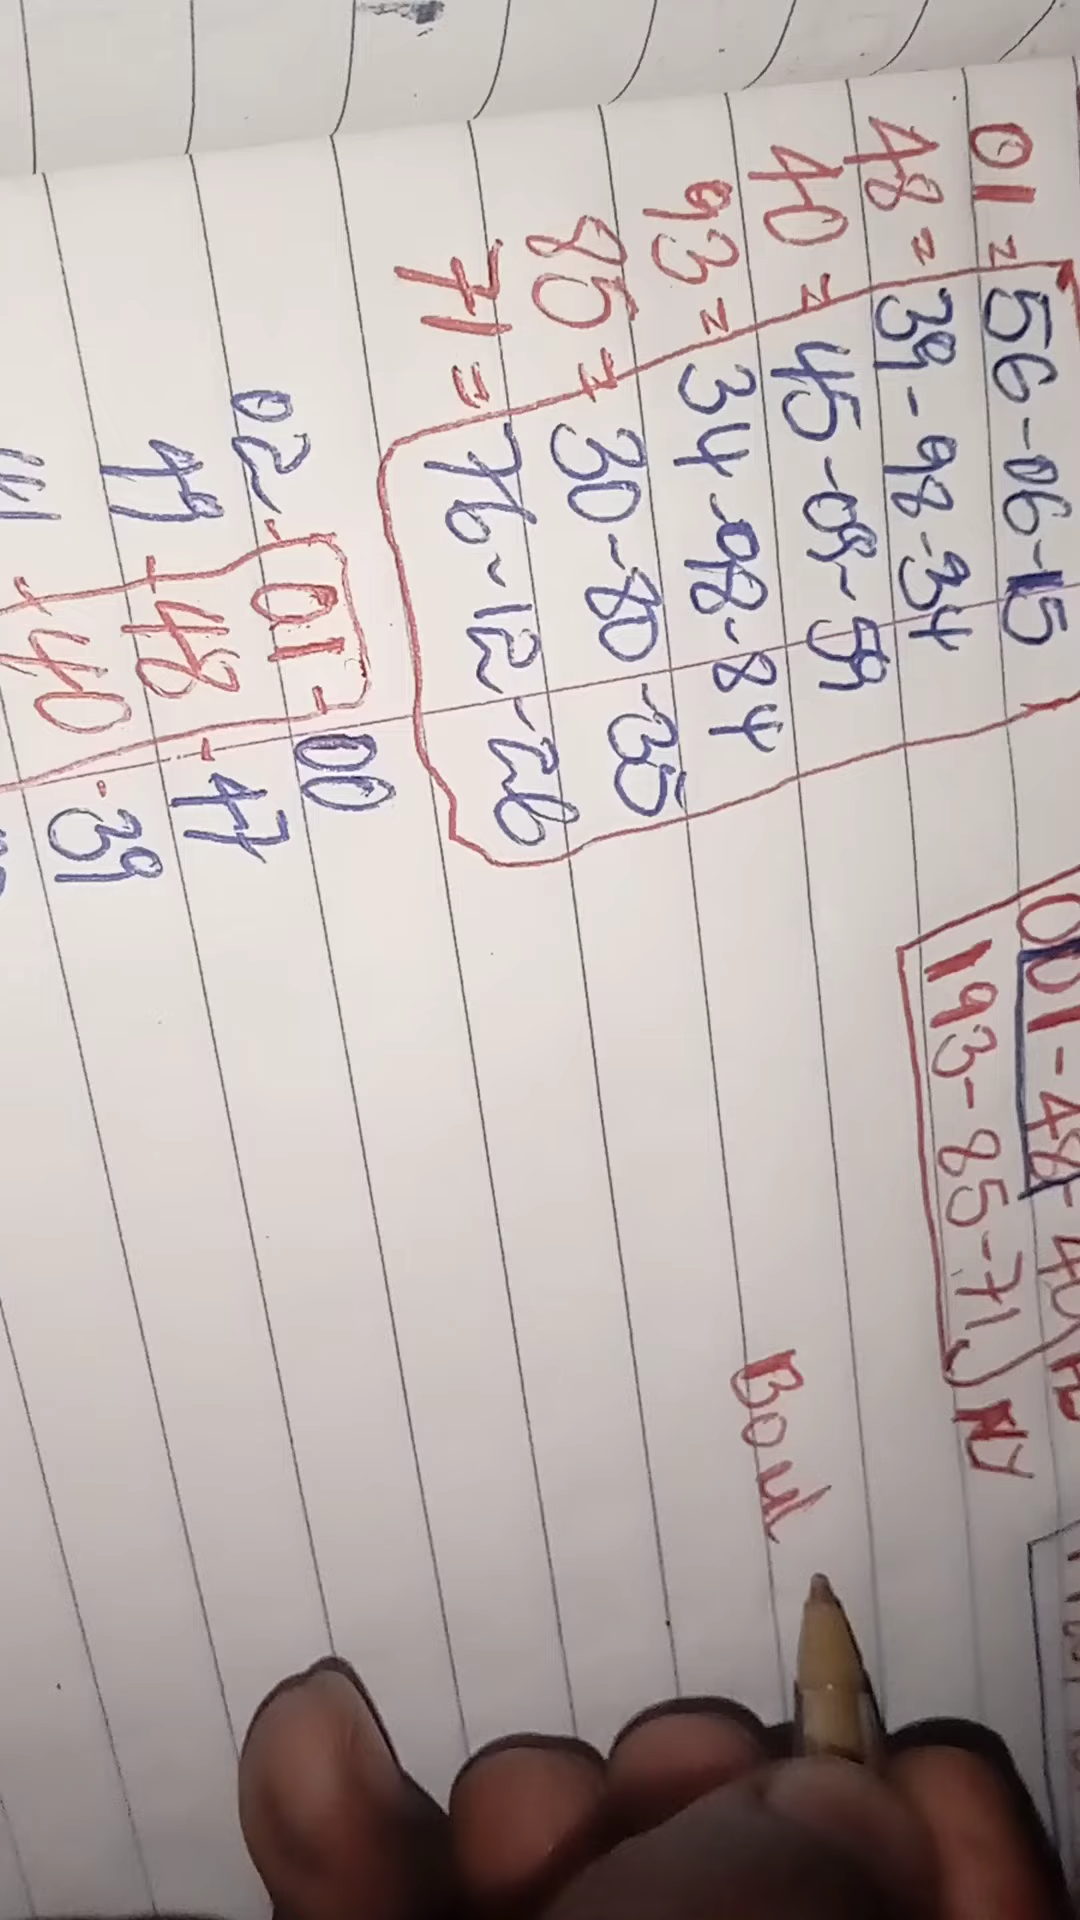 01 = 56-06-15
48 = 39-98-34
40 = 45-09-59
93 = 34-98-84
85 = 30-80-35
71 = 76-12-26
001-48-40
193-85-71) NY
Boul
02-01-00
49-48-47
-40-39